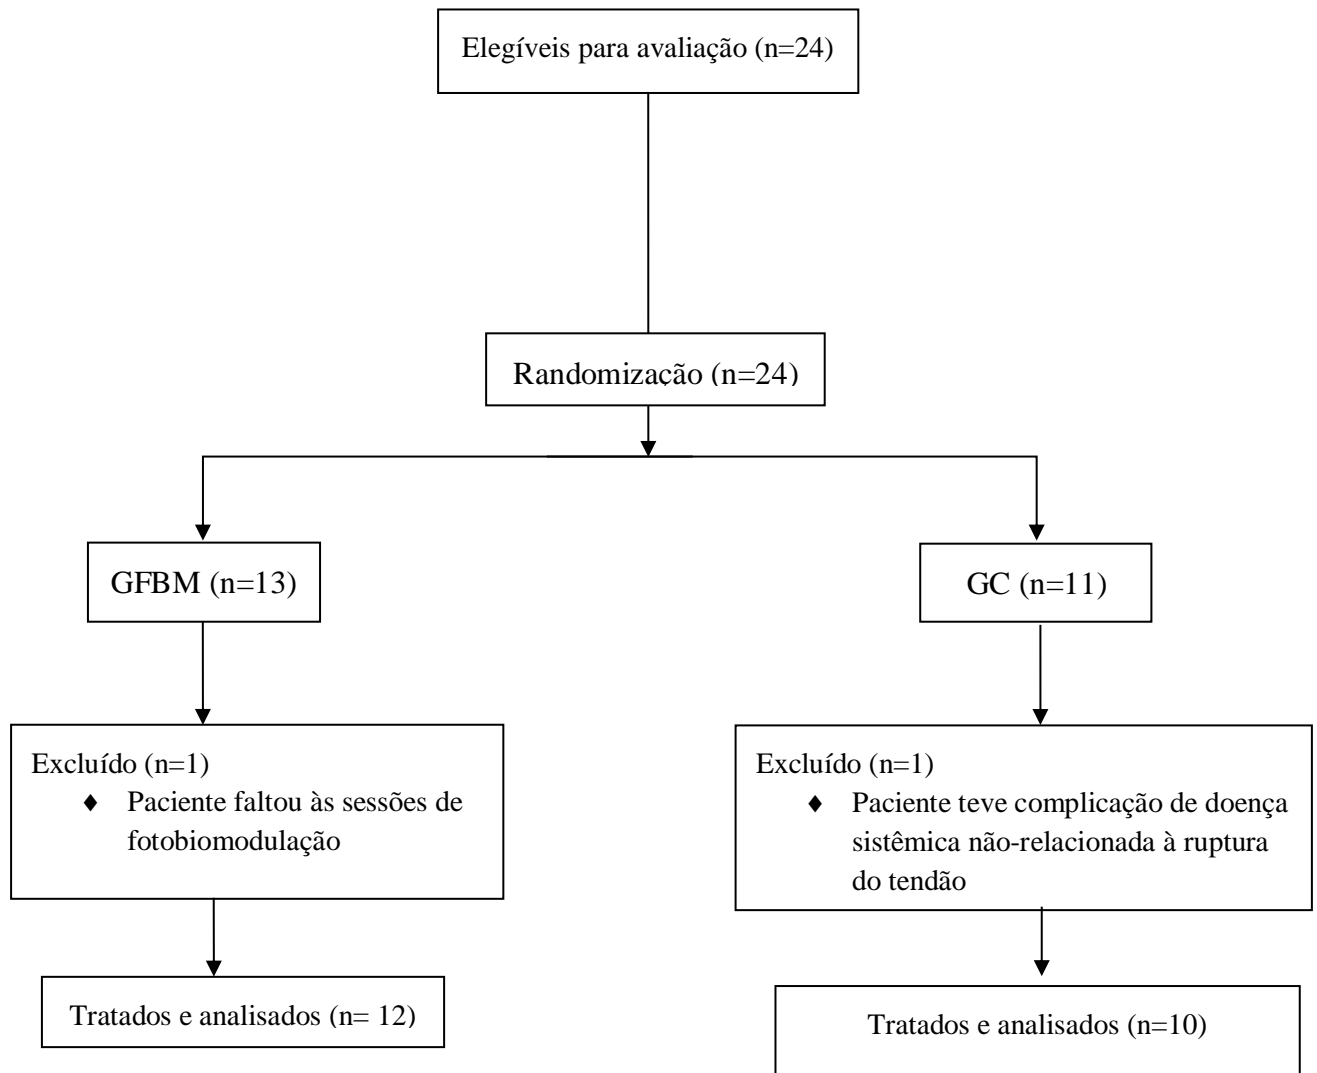 Elegíveis para avaliação (n=24)
Randomização (n=24)
GFBM (n=13)
GC (n=11)
Excluído (n=1)
♦ Paciente faltou às sessões de
fotobiomodulação
Excluído (n=1)
♦ Paciente teve complicação de doença
sistêmica não-relacionada à ruptura
do tendão
Tratados e analisados (n= 12)
Tratados e analisados (n=10)